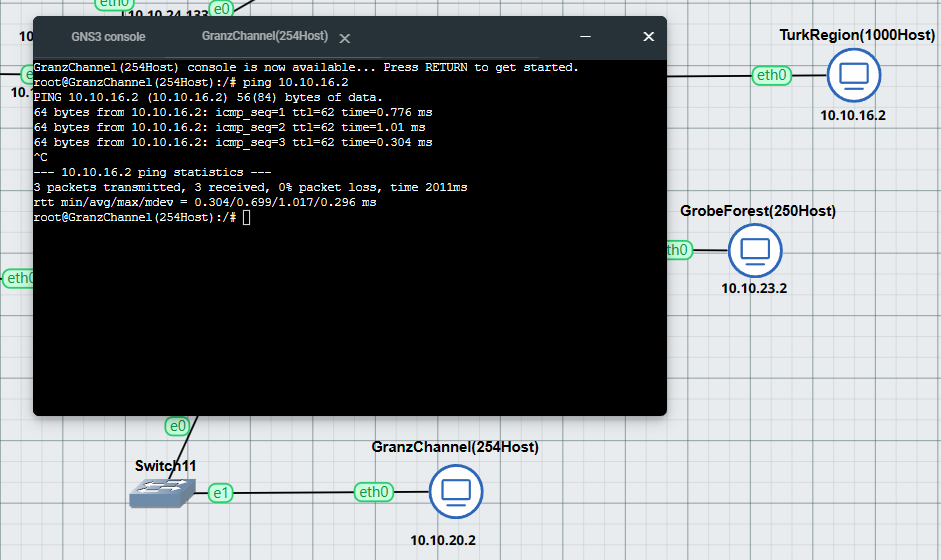 eth0
e0
10.10.24.133
10
GNS3 console
GranzChannel(254Host)
TurkRegion(1000Host)
e
10.
eth0
10.10.16.2
GranzChannel(254Host) console is now available... Press RETURN to get started.
root@GranzChannel(254Host):/# ping 10.10.16.2
PING 10.10.16.2 (10.10.16.2) 56(84) bytes of data.
64 bytes from 10.10.16.2: icmp_seq=1 ttl=62 time=0.776 ms
64 bytes from 10.10.16.2: icmp_seq=2 ttl=62 time=1.01 ms
64 bytes from 10.10.16.2: icmp_seq=3 ttl=62 time=0.304 ms
^C
--- 10.10.16.2 ping statistics ---
3 packets transmitted, 3 received, 0% packet loss, time 2011ms
rtt min/avg/max/mdev = 0.304/0.699/1.017/0.296 ms
root@GranzChannel(254Host):/#
GrobeForest(250Host)
th0
10.10.23.2
eth0
e0
Switch11
e1
GranzChannel(254Host)
eth0
10.10.20.2